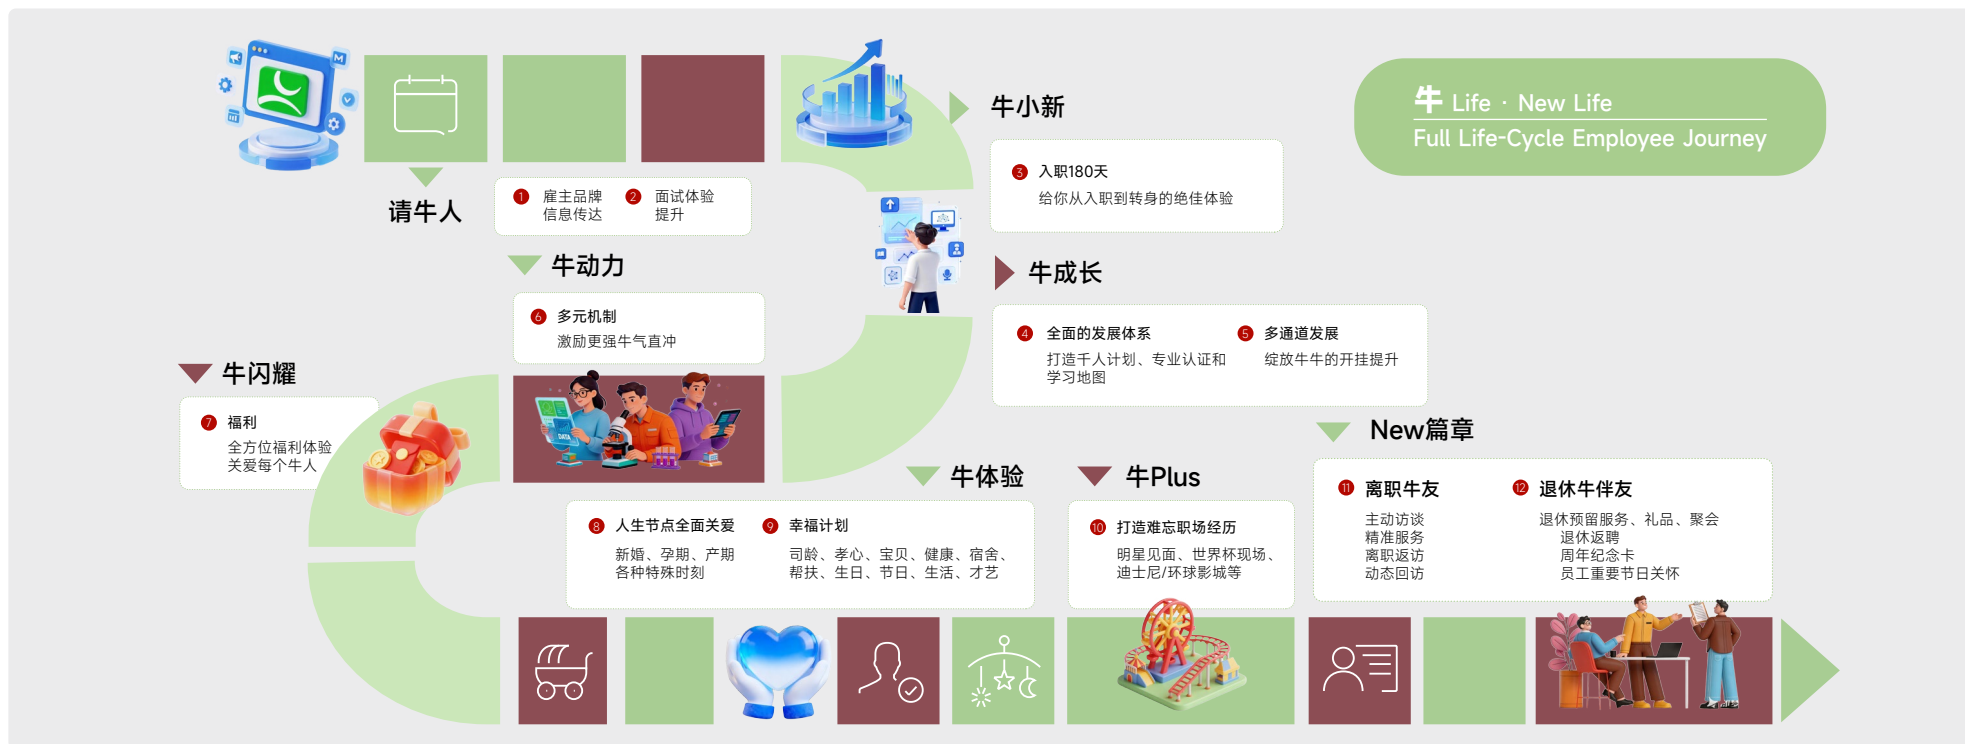 牛 Life · New Life
Full Life-Cycle Employee Journey
请牛人
1 雇主品牌
信息传达
2 面试体验
提升
牛小新
3 入职180天
给你从入职到转身的绝佳体验
牛成长
4 全面的发展体系
打造千人计划、专业认证和
学习地图
5 多通道发展
绽放牛牛的开挂提升
牛动力
6 多元机制
激励更强牛气直冲
DATA
牛闪耀
7 福利
全方位福利体验
关爱每个牛人
牛体验
8 人生节点全面关爱
新婚、孕期、产期
各种特殊时刻
9 幸福计划
司龄、孝心、宝贝、健康、宿舍、
帮扶、生日、节日、生活、才艺
牛Plus
10 打造难忘职场经历
明星见面、世界杯现场、
迪士尼/环球影城等
New篇章
11 离职牛友
主动访谈
精准服务
离职返访
动态回访
12 退休牛伴友
退休预留服务、礼品、聚会
退休返聘
周年纪念卡
员工重要节日关怀